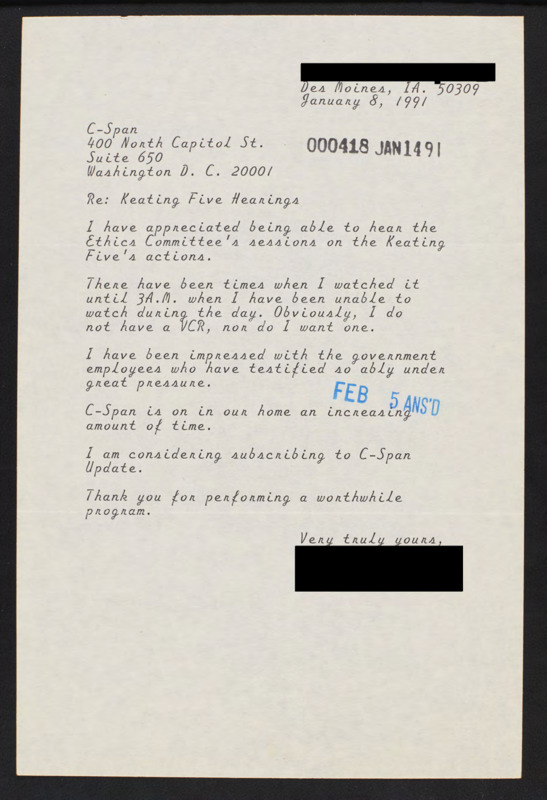 Des Moines, IA. 50309
January 8, 1991
C-Span
400 North Capitol St.
Suite 650
Washington D. C. 20001
000418 JAN 14 91
Re: Keating Five Hearings
I have appreciated being able to hear the
Ethics Committee's sessions on the Keating
Five's actions.
There have been times when I watched it
until 3A.M. when I have been unable to
watch during the day. Obviously, I do
not have a VCR, nor do I want one.
I have been impressed with the government
employees who have testified so ably under
great pressure.
FEB 5 ANS'D
C-Span is on in our home an increasing
amount of time.
I am considering subscribing to C-Span
Update.
Thank you for performing a worthwhile
program.
Very truly yours,